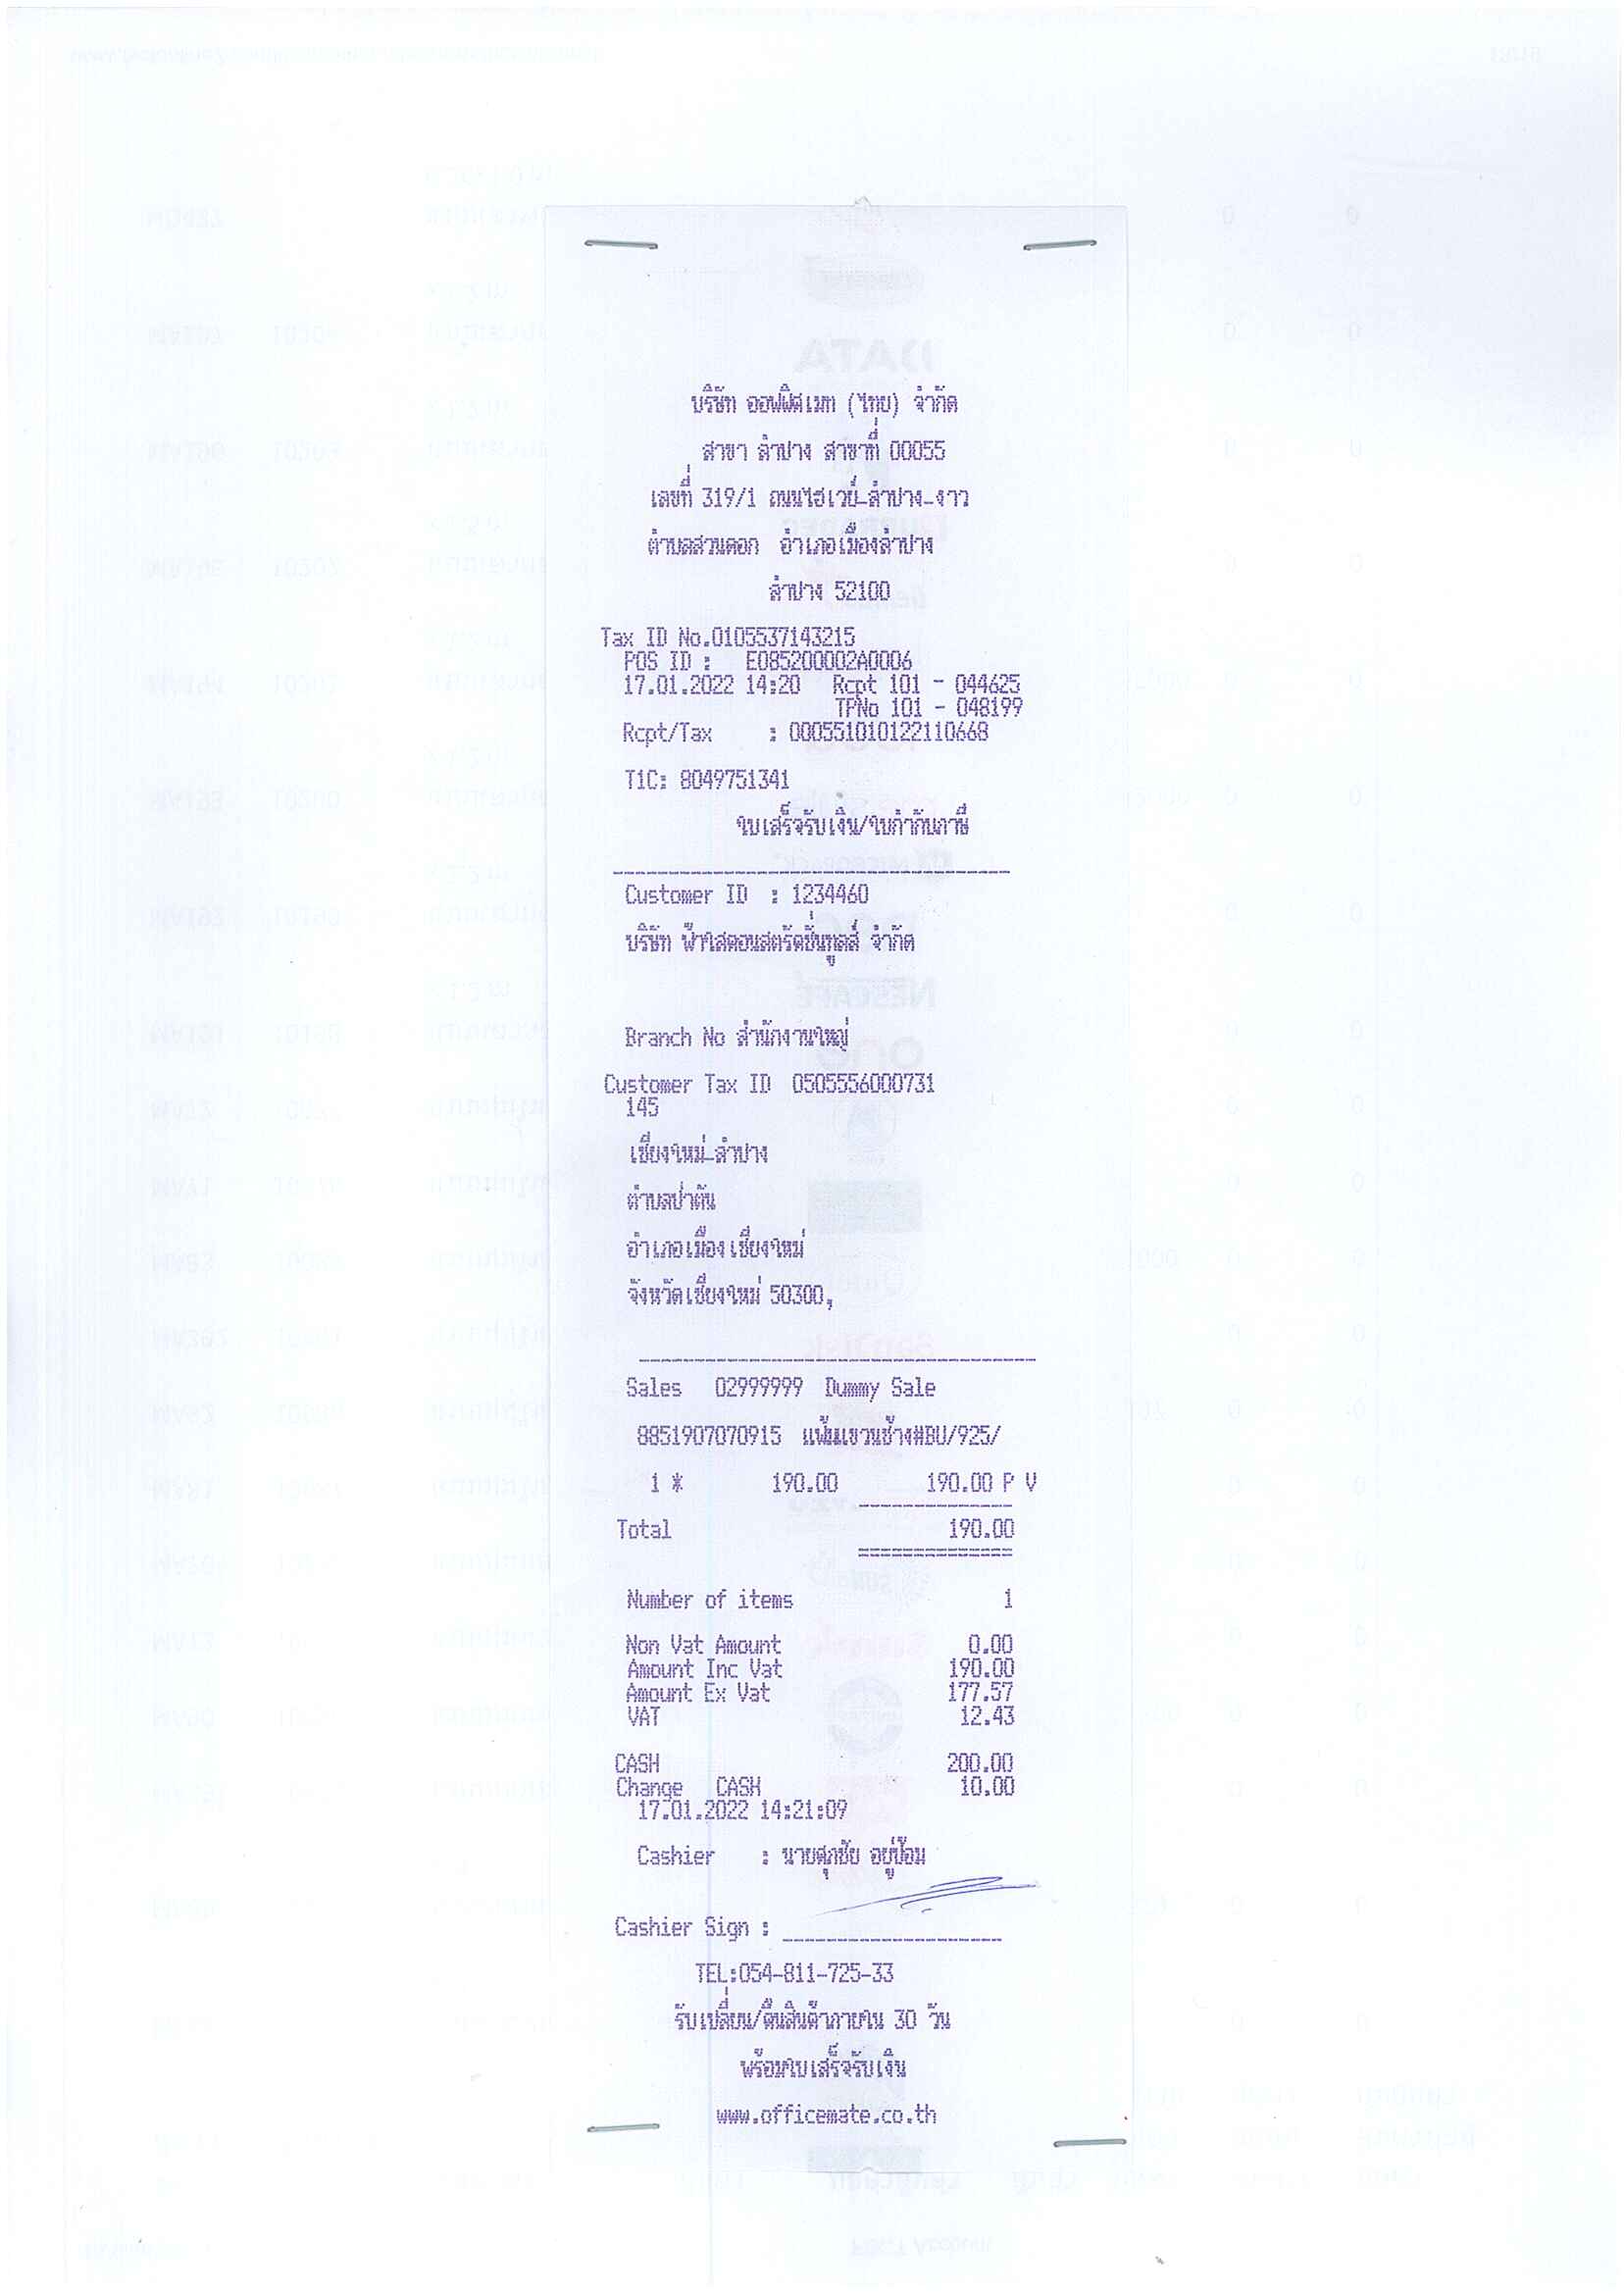 บริษัท ออฟฟิศเมท (ไทย) จำกัด
สาขา ลำปาง สาขาที่ 00055
เลขที่ 319/1 ถนนไฮเวย์-ลำปาง-งาว
ตำบลสวนดอก อำเภอเมืองลำปาง
ลำปาง 52100
Tax ID No.0105537143215
POS ID : E085200002A0006
17.01.2022 14:20 Rcpt 101 - 044625
TPNo 101 - 048199
Rcpt/Tax : 000551010122110668
T1C: 8049751341
ใบเสร็จรับเงิน/ใบกำกับภาษี
Customer ID : 1234460
บริษัท ฟ้าใสคอนสตรัคชั่นทูลส์ จำกัด
Branch No สำนักงานใหญ่
Customer Tax ID 0505556000731
145
เชียงใหม่-ลำปาง
ตำบลป่าตัน
อำเภอเมืองเชียงใหม่
จังหวัดเชียงใหม่ 50300,
Sales 02999999 Dummy Sale
8851907070915 แฟ้มแขวนช้าง#BU/925/
1 * 190.00 190.00 P V
Total 190.00
Number of items 1
Non Vat Amount 0.00
Amount Inc Vat 190.00
Amount Ex Vat 177.57
VAT 12.43
CASH 200.00
Change CASH 10.00
17.01.2022 14:21:09
Cashier : นายศุภชัย อยู่ป้อม
Cashier Sign :
TEL:054-811-725-33
รับเปลี่ยน/คืนสินค้าภายใน 30 วัน
พร้อมใบเสร็จรับเงิน
www.officemate.co.th